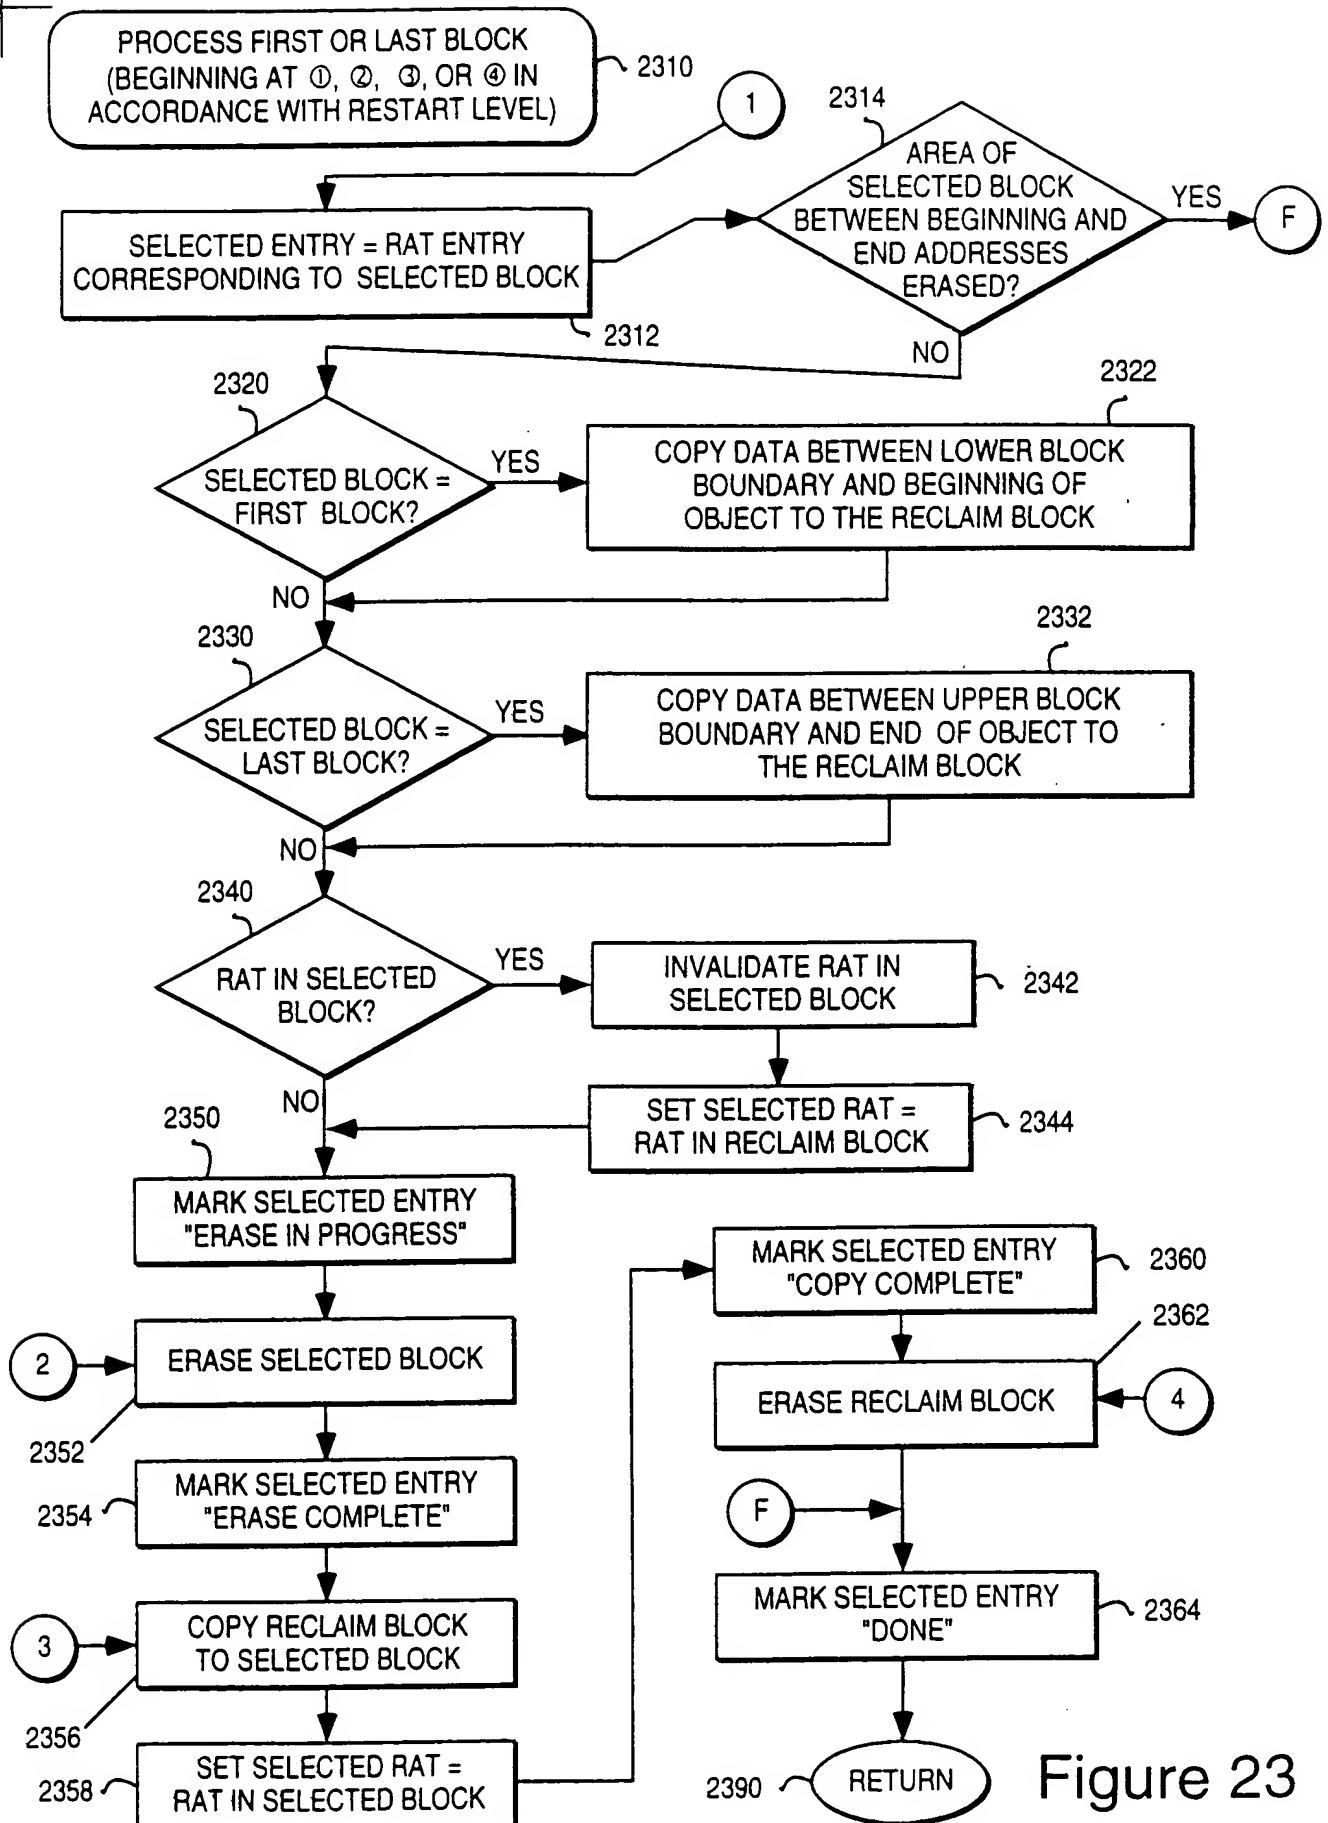 PROCESS FIRST OR LAST BLOCK
(BEGINNING AT ①, ②, ③, OR ④ IN
ACCORDANCE WITH RESTART LEVEL)
2310
1
2314
AREA OF
SELECTED BLOCK
BETWEEN BEGINNING AND
END ADDRESSES
ERASED?
YES
F
SELECTED ENTRY = RAT ENTRY
CORRESPONDING TO SELECTED BLOCK
2312
NO
2320
SELECTED BLOCK =
FIRST BLOCK?
YES
2322
COPY DATA BETWEEN LOWER BLOCK
BOUNDARY AND BEGINNING OF
OBJECT TO THE RECLAIM BLOCK
NO
2330
SELECTED BLOCK =
LAST BLOCK?
YES
2332
COPY DATA BETWEEN UPPER BLOCK
BOUNDARY AND END OF OBJECT TO
THE RECLAIM BLOCK
NO
2340
RAT IN SELECTED
BLOCK?
YES
INVALIDATE RAT IN
SELECTED BLOCK
2342
NO
SET SELECTED RAT =
RAT IN RECLAIM BLOCK
2344
2350
MARK SELECTED ENTRY
"ERASE IN PROGRESS"
2
ERASE SELECTED BLOCK
2352
MARK SELECTED ENTRY
"ERASE COMPLETE"
2354
3
COPY RECLAIM BLOCK
TO SELECTED BLOCK
2356
SET SELECTED RAT =
RAT IN SELECTED BLOCK
2358
MARK SELECTED ENTRY
"COPY COMPLETE"
2360
2362
ERASE RECLAIM BLOCK
4
F
MARK SELECTED ENTRY
"DONE"
2364
2390
RETURN
Figure 23